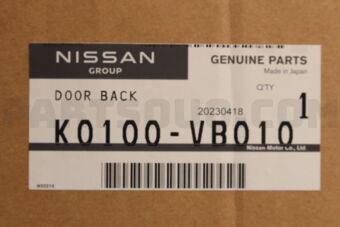 NISSAN
GROUP
GENUINE PARTS
Made in Japan
DOOR BACK
Q'TY
20230418
1
K0100-VB010
Nissan Motor Co., Ltd